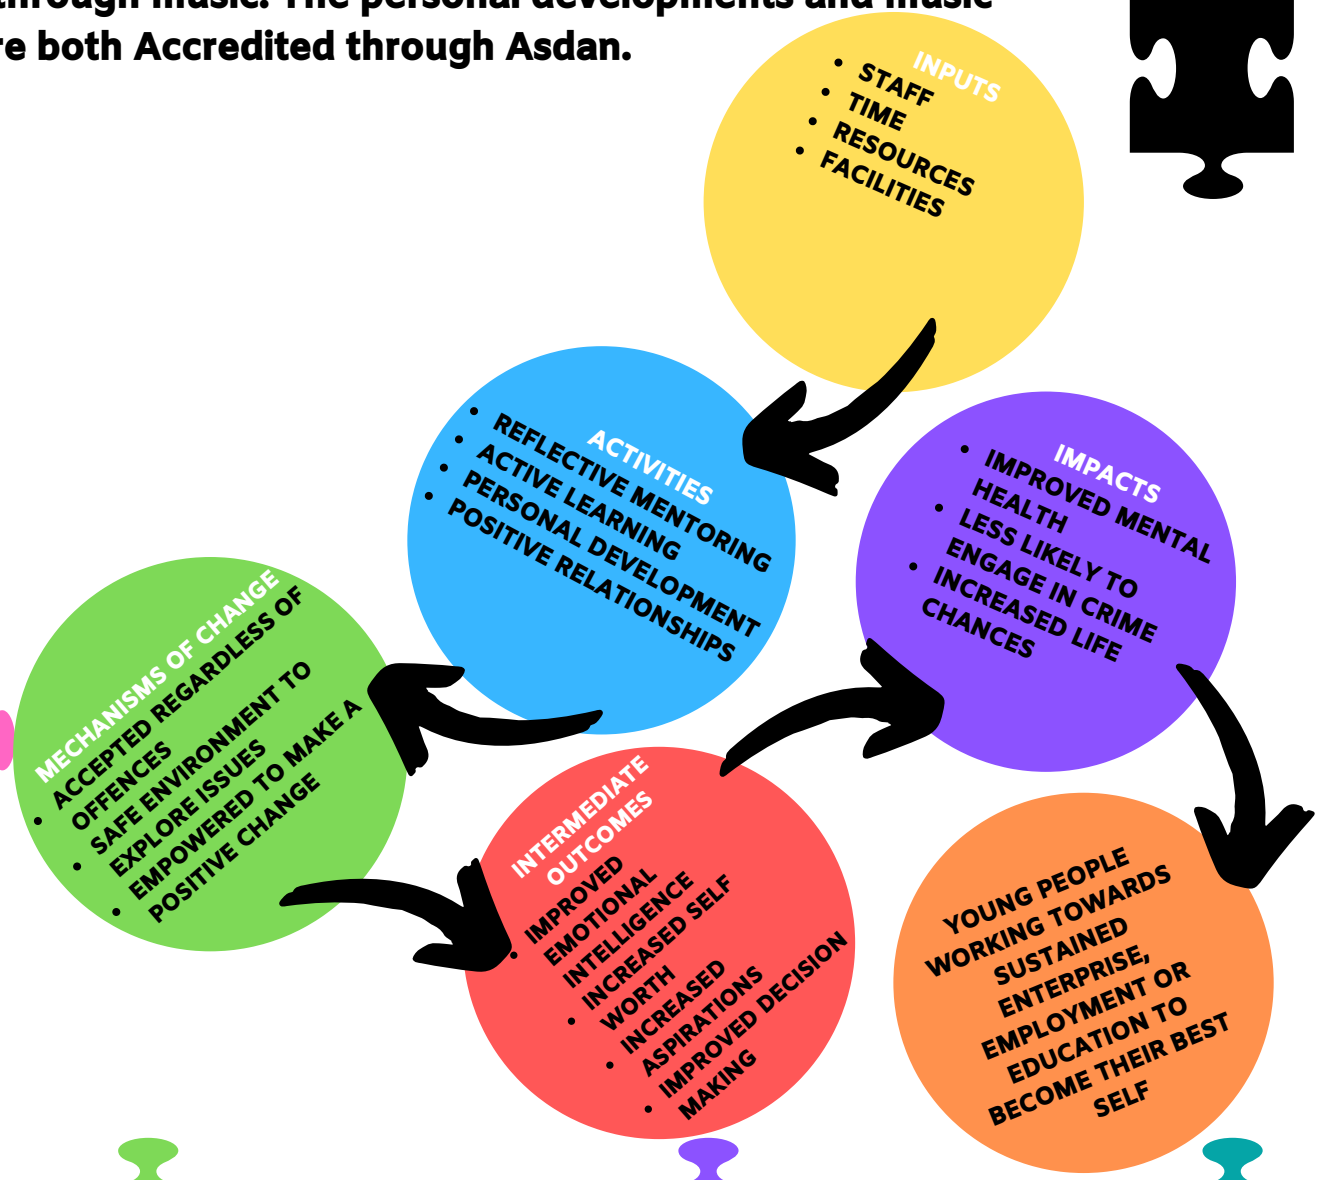 through music. The personal developments and music
re both Accredited through Asdan.
INPUTS
• STAFF
• TIME
• RESOURCES
• FACILITIES
ACTIVITIES
• REFLECTIVE MENTORING
• ACTIVE LEARNING
• PERSONAL DEVELOPMENT
• POSITIVE RELATIONSHIPS
MECHANISMS OF CHANGE
• ACCEPTED REGARDLESS OF
OFFENCES
• SAFE ENVIRONMENT TO
EXPLORE ISSUES
• EMPOWERED TO MAKE A
POSITIVE CHANGE
INTERMEDIATE
OUTCOMES
• IMPROVED
EMOTIONAL
INTELLIGENCE
• INCREASED SELF
WORTH
• INCREASED
ASPIRATIONS
• IMPROVED DECISION
MAKING
IMPACTS
• IMPROVED MENTAL
HEALTH
• LESS LIKELY TO
ENGAGE IN CRIME
• INCREASED LIFE
CHANCES
YOUNG PEOPLE
WORKING TOWARDS
SUSTAINED
ENTERPRISE,
EMPLOYMENT OR
EDUCATION TO
BECOME THEIR BEST
SELF